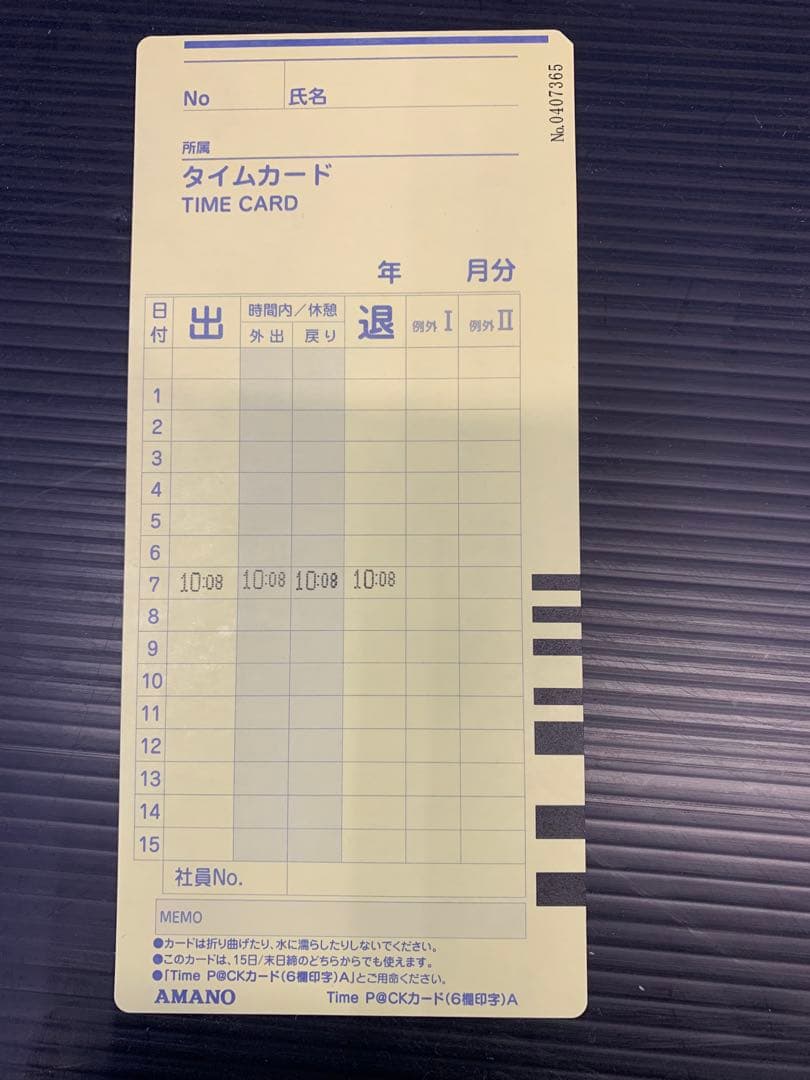 No.0407365
No 氏名
所属
タイムカード
TIME CARD
年 月分
日付 出 時間内/休憩 退 例外 I 例外 II
外出 戻り
1
2
3
4
5
6
7 10:08 10:08 10:08 10:08
8
9
10
11
12
13
14
15
社員No.
MEMO
●カードは折り曲げたり、水に濡らしたりしないでください。
●このカードは、15日/末日締のどちらからでも使えます。
●「Time P@CKカード(6欄印字)A」とご用命ください。
AMANO Time P@CKカード(6欄印字)A